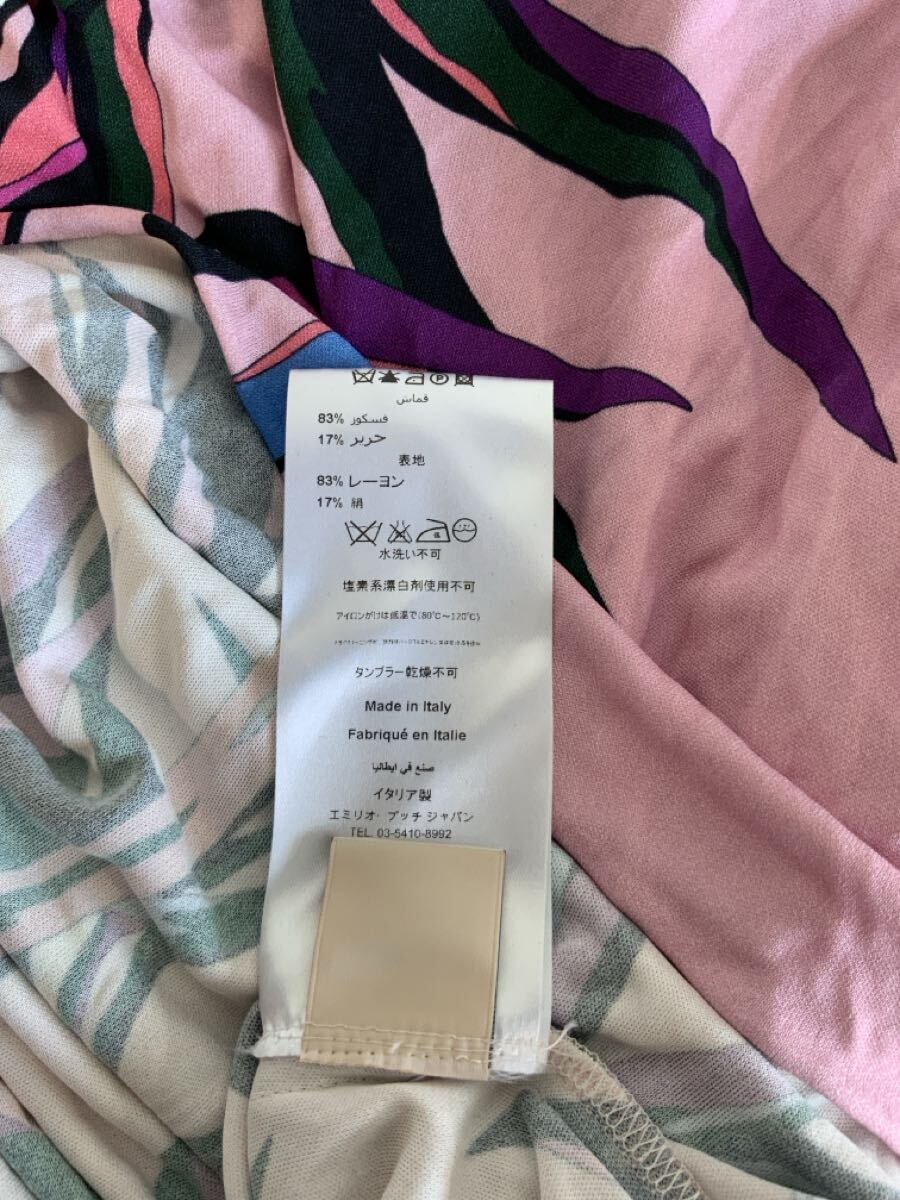 قماش
83% فسكوز
17% حرير
表地
83% レーヨン
17% 絹
水洗い不可
塩素系漂白剤使用不可
アイロンがけは低温で(80℃～120℃)
タンブラー乾燥不可
Made in Italy
Fabriqué en Italie
صنع في ايطاليا
イタリア製
エミリオ・プッチ ジャパン
TEL. 03-5410-8992